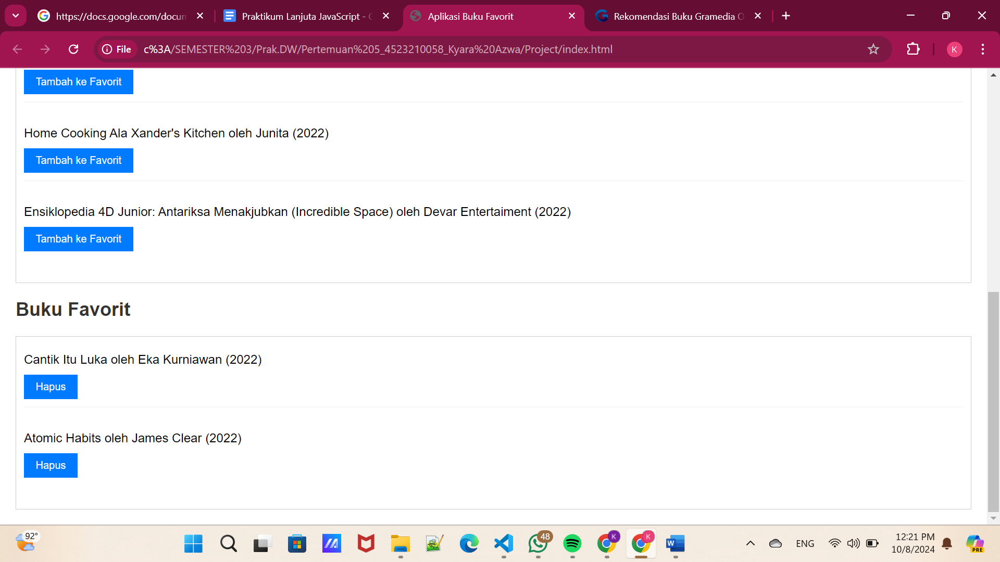 https://docs.google.com/docum
Praktikum Lanjuta JavaScript -
Aplikasi Buku Favorit
Rekomendasi Buku Gramedia
File
c%3A/SEMESTER%203/Prak.DW/Pertemuan%205_4523210058_Kyara%20Azwa/Project/index.html
K
Tambah ke Favorit
Home Cooking Ala Xander's Kitchen oleh Junita (2022)
Tambah ke Favorit
Ensiklopedia 4D Junior: Antariksa Menakjubkan (Incredible Space) oleh Devar Entertaiment (2022)
Tambah ke Favorit
Buku Favorit
Cantik Itu Luka oleh Eka Kurniawan (2022)
Hapus
Atomic Habits oleh James Clear (2022)
Hapus
92°
48
K
K
W
ENG
12:21 PM
10/8/2024
PRE